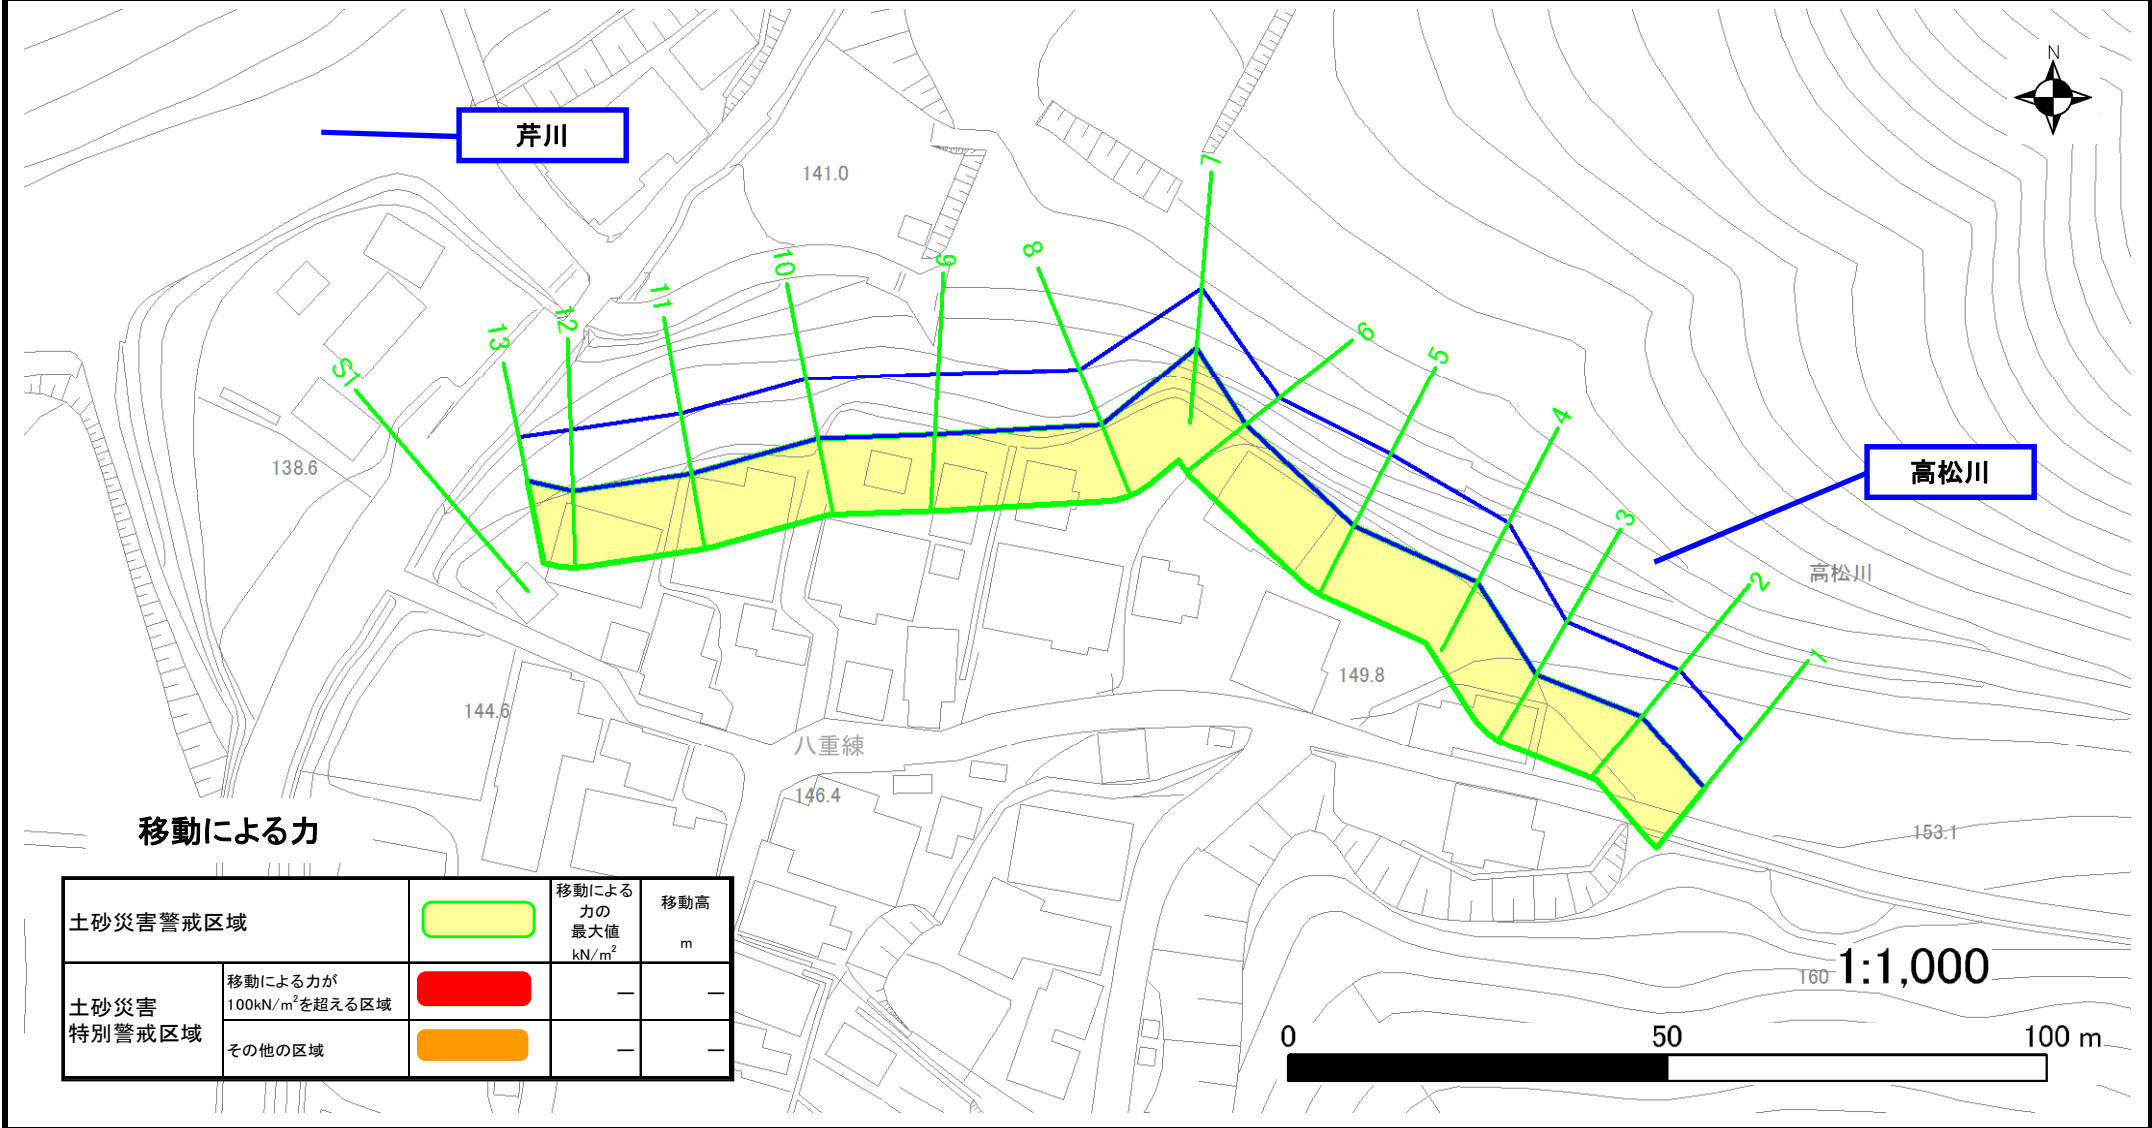 N
芹川
141.0
7
8
9
10
11
12
13
S1
6
5
4
3
2
1
138.6
高松川
高松川
149.8
144.6
八重練
146.4
153.1
160
移動による力
土砂災害警戒区域
移動による
力の
最大値
kN/m²
移動高
m
土砂災害
特別警戒区域
移動による力が
100kN/m²を超える区域
－
－
その他の区域
－
－
1:1,000
0 50 100 m